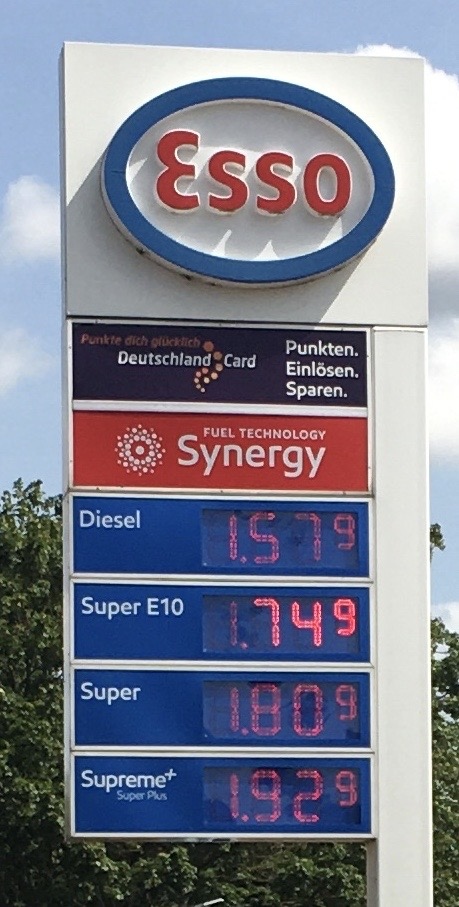 Esso
Punkte dich glücklich
DeutschlandCard
Punkten.
Einlösen.
Sparen.
FUEL TECHNOLOGY
Synergy
Diesel 1.579
Super E10 1.749
Super 1.809
Supreme+ 1.929
Super Plus